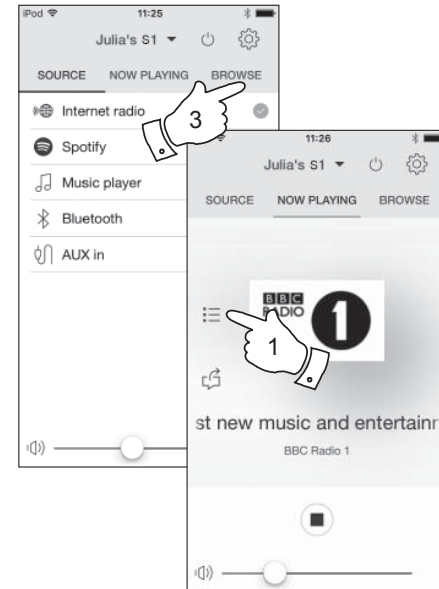 iPod 11:25
Julia's S1
SOURCE NOW PLAYING BROWSE
Internet radio
3
Spotify
Music player
Bluetooth
AUX in
11:26
Julia's S1
SOURCE NOW PLAYING BROWSE
BBC
RADIO 1
1
st new music and entertainr
BBC Radio 1